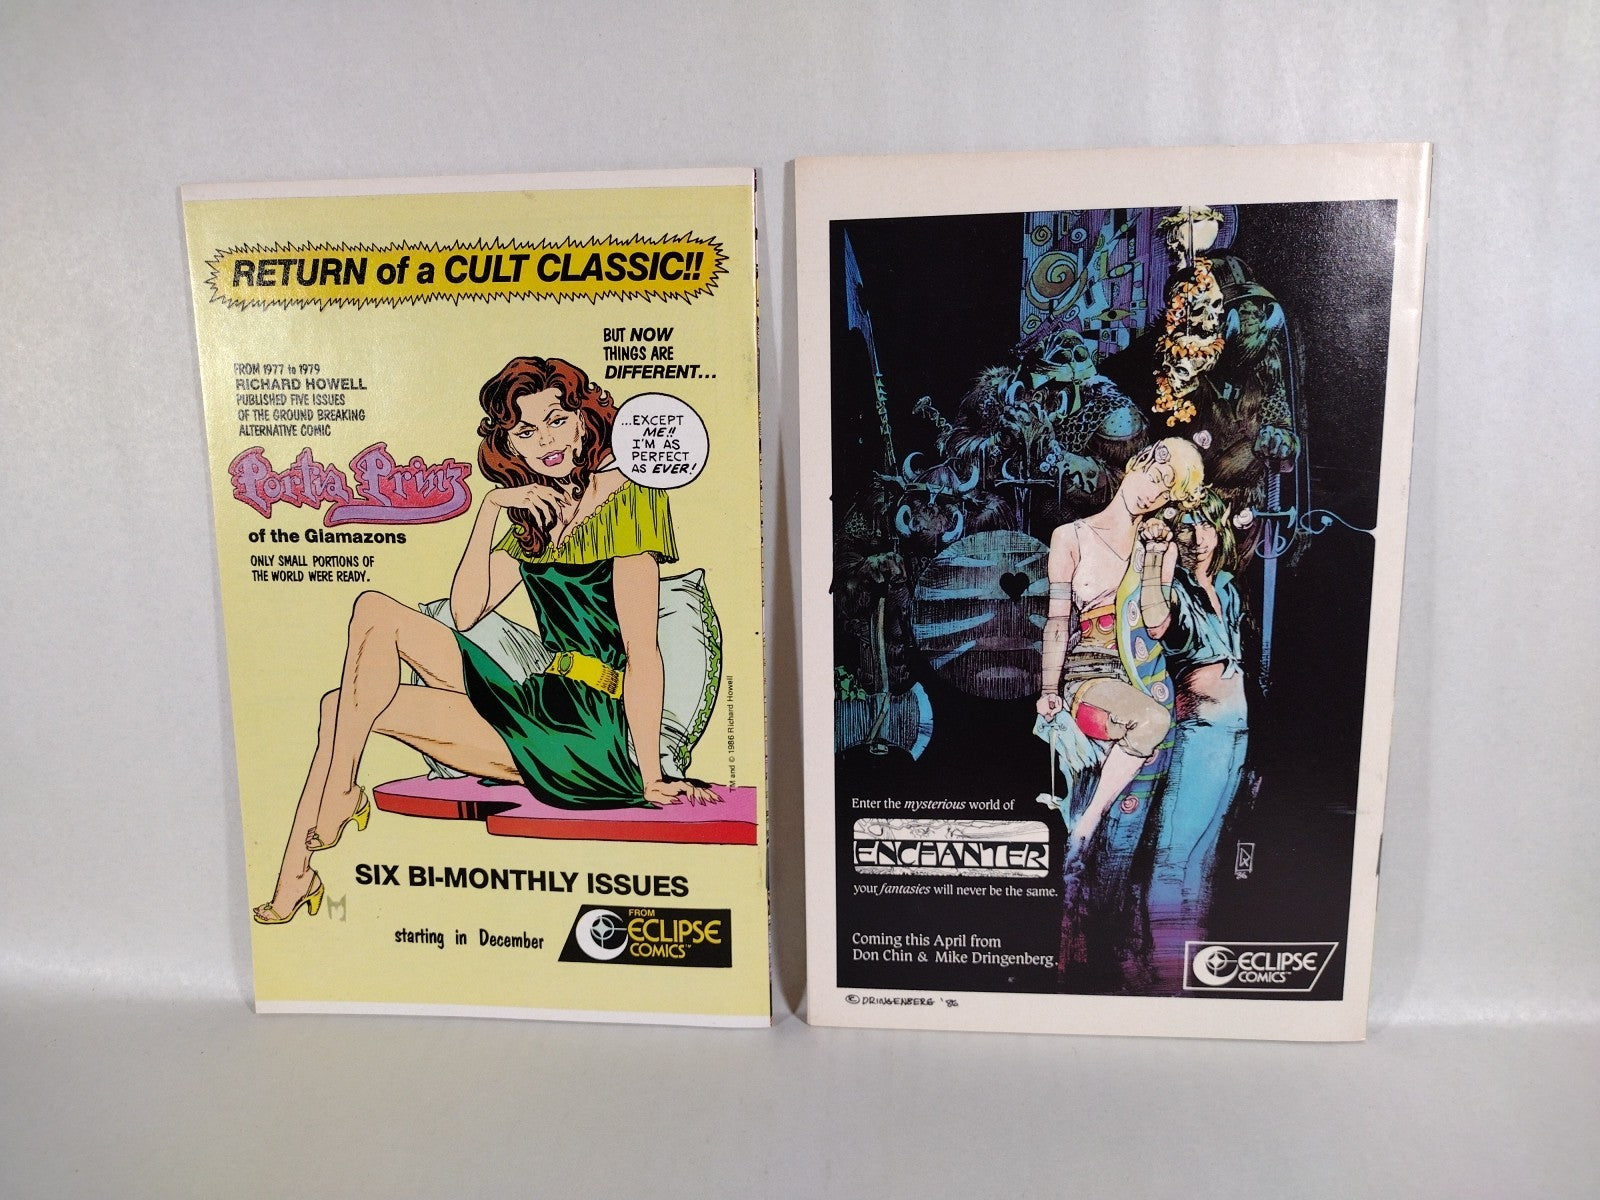 RETURN of a CULT CLASSIC!!
BUT NOW
THINGS ARE
DIFFERENT...
FROM 1977 to 1979
RICHARD HOWELL
PUBLISHED FIVE ISSUES
OF THE GROUND BREAKING
ALTERNATIVE COMIC
...EXCEPT
ME!!
I'M AS
PERFECT
AS EVER!
Portia Prinz
of the Glamazons
ONLY SMALL PORTIONS OF
THE WORLD WERE READY.
TM and © 1986 Richard Howell
SIX BI-MONTHLY ISSUES
starting in December
FROM
ECLIPSE
COMICS™
Enter the mysterious world of
ENCHANTER
your fantasies will never be the same.
Coming this April from
Don Chin & Mike Dringenberg.
ECLIPSE
COMICS™
© DRINGENBERG '86